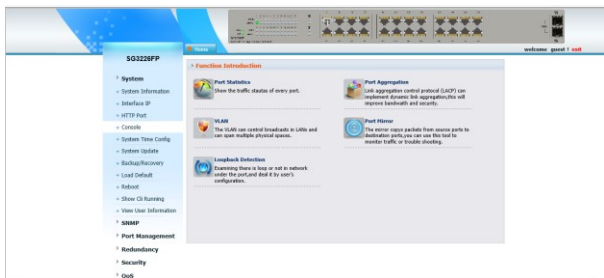 SG3226FP
Home
welcome guest ! exit
System
System Information
Interface IP
HTTP Port
Console
System Time Config
System Update
Backup/Recovery
Load Default
Reboot
Show Cli Running
View User Information
SNMP
Port Management
Redundancy
Security
QoS
Function Introduction
Port Statistics
Show the traffic stautas of every port.
Port Aggregation
Link aggregation control protocal (LACP) can
implement dynamic link aggregation,this will
improve bandwith and security.
VLAN
The VLAN can control broadcasts in LANs and
can span multiple physical spaces.
Port Mirror
The mirror copys packets from source ports to
destination ports,you can use this tool to
monitor traffic or trouble shooting.
Loopback Detection
Examining there is loop or not in network
under the port,and deal it by user's
configuration.